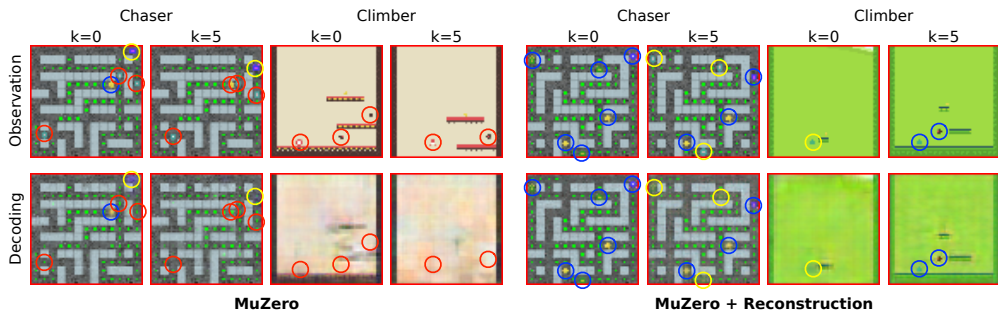 Chaser Climber Chaser Climber
k=0 k=5 k=0 k=5 k=0 k=5 k=0 k=5
Observation
Decoding
MuZero MuZero + Reconstruction